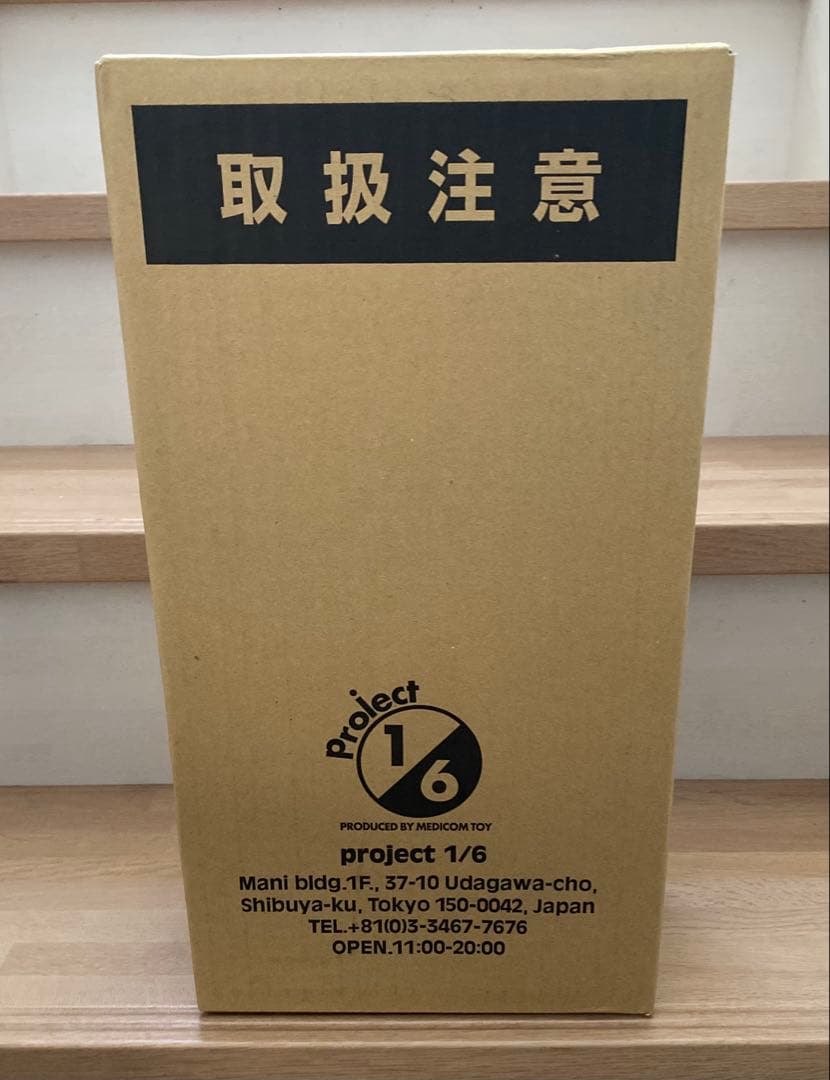 取扱注意
project
1/6
PRODUCED BY MEDICOM TOY
project 1/6
Mani bldg.1F., 37-10 Udagawa-cho,
Shibuya-ku, Tokyo 150-0042, Japan
TEL.+81(0)3-3467-7676
OPEN.11:00-20:00